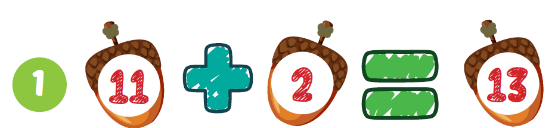 1 11 + 2 = 13